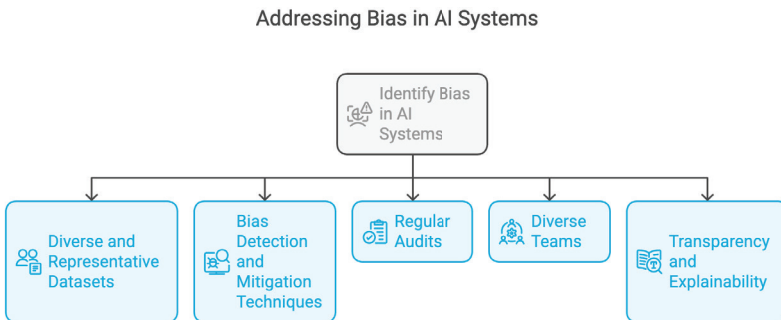 Addressing Bias in AI Systems
Identify Bias
in AI
Systems
Diverse and
Representative
Datasets
Bias
Detection
and
Mitigation
Techniques
Regular
Audits
Diverse
Teams
Transparency
and
Explainability